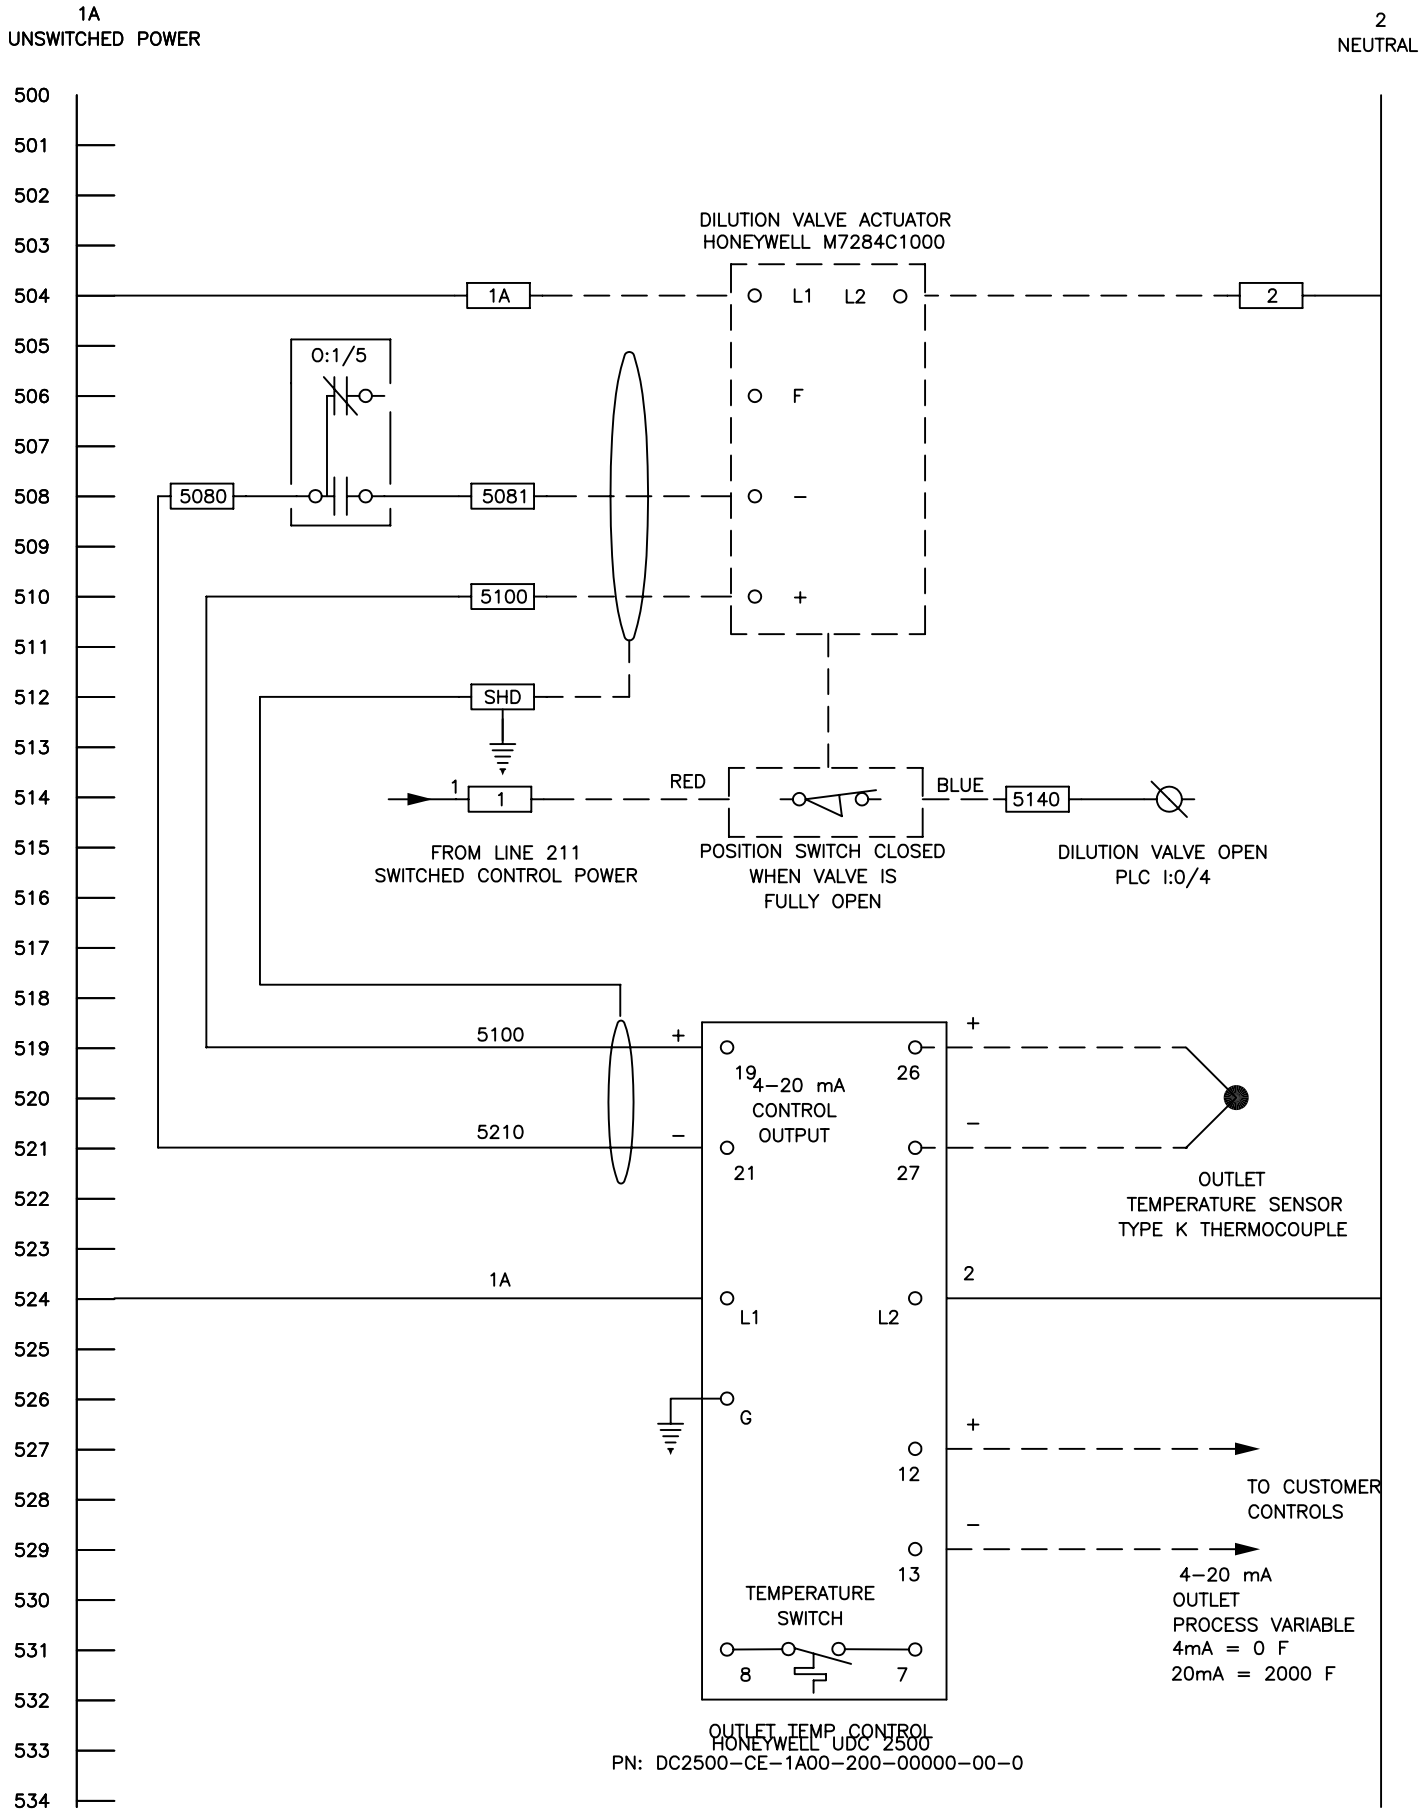 1A
UNSWITCHED POWER
2
NEUTRAL
500
501
502
503
DILUTION VALVE ACTUATOR
HONEYWELL M7284C1000
504
1A
L1 L2
2
505
O:1/5
506
F
507
508
5080
5081
−
509
510
5100
+
511
512
SHD
513
514
1
1
RED
BLUE
5140
515
FROM LINE 211
SWITCHED CONTROL POWER
POSITION SWITCH CLOSED
WHEN VALVE IS
FULLY OPEN
DILUTION VALVE OPEN
PLC I:0/4
516
517
518
519
5100
+
+
19
26
520
4−20 mA
CONTROL
OUTPUT
521
5210
−
−
21
27
OUTLET
TEMPERATURE SENSOR
TYPE K THERMOCOUPLE
522
523
524
1A
2
L1
L2
525
526
G
527
+
12
TO CUSTOMER
CONTROLS
528
529
−
13
4−20 mA
OUTLET
PROCESS VARIABLE
4mA = 0 F
20mA = 2000 F
530
TEMPERATURE
SWITCH
531
8
7
532
OUTLET TEMP CONTROL
HONEYWELL UDC 2500
PN: DC2500−CE−1A00−200−00000−00−0
533
534